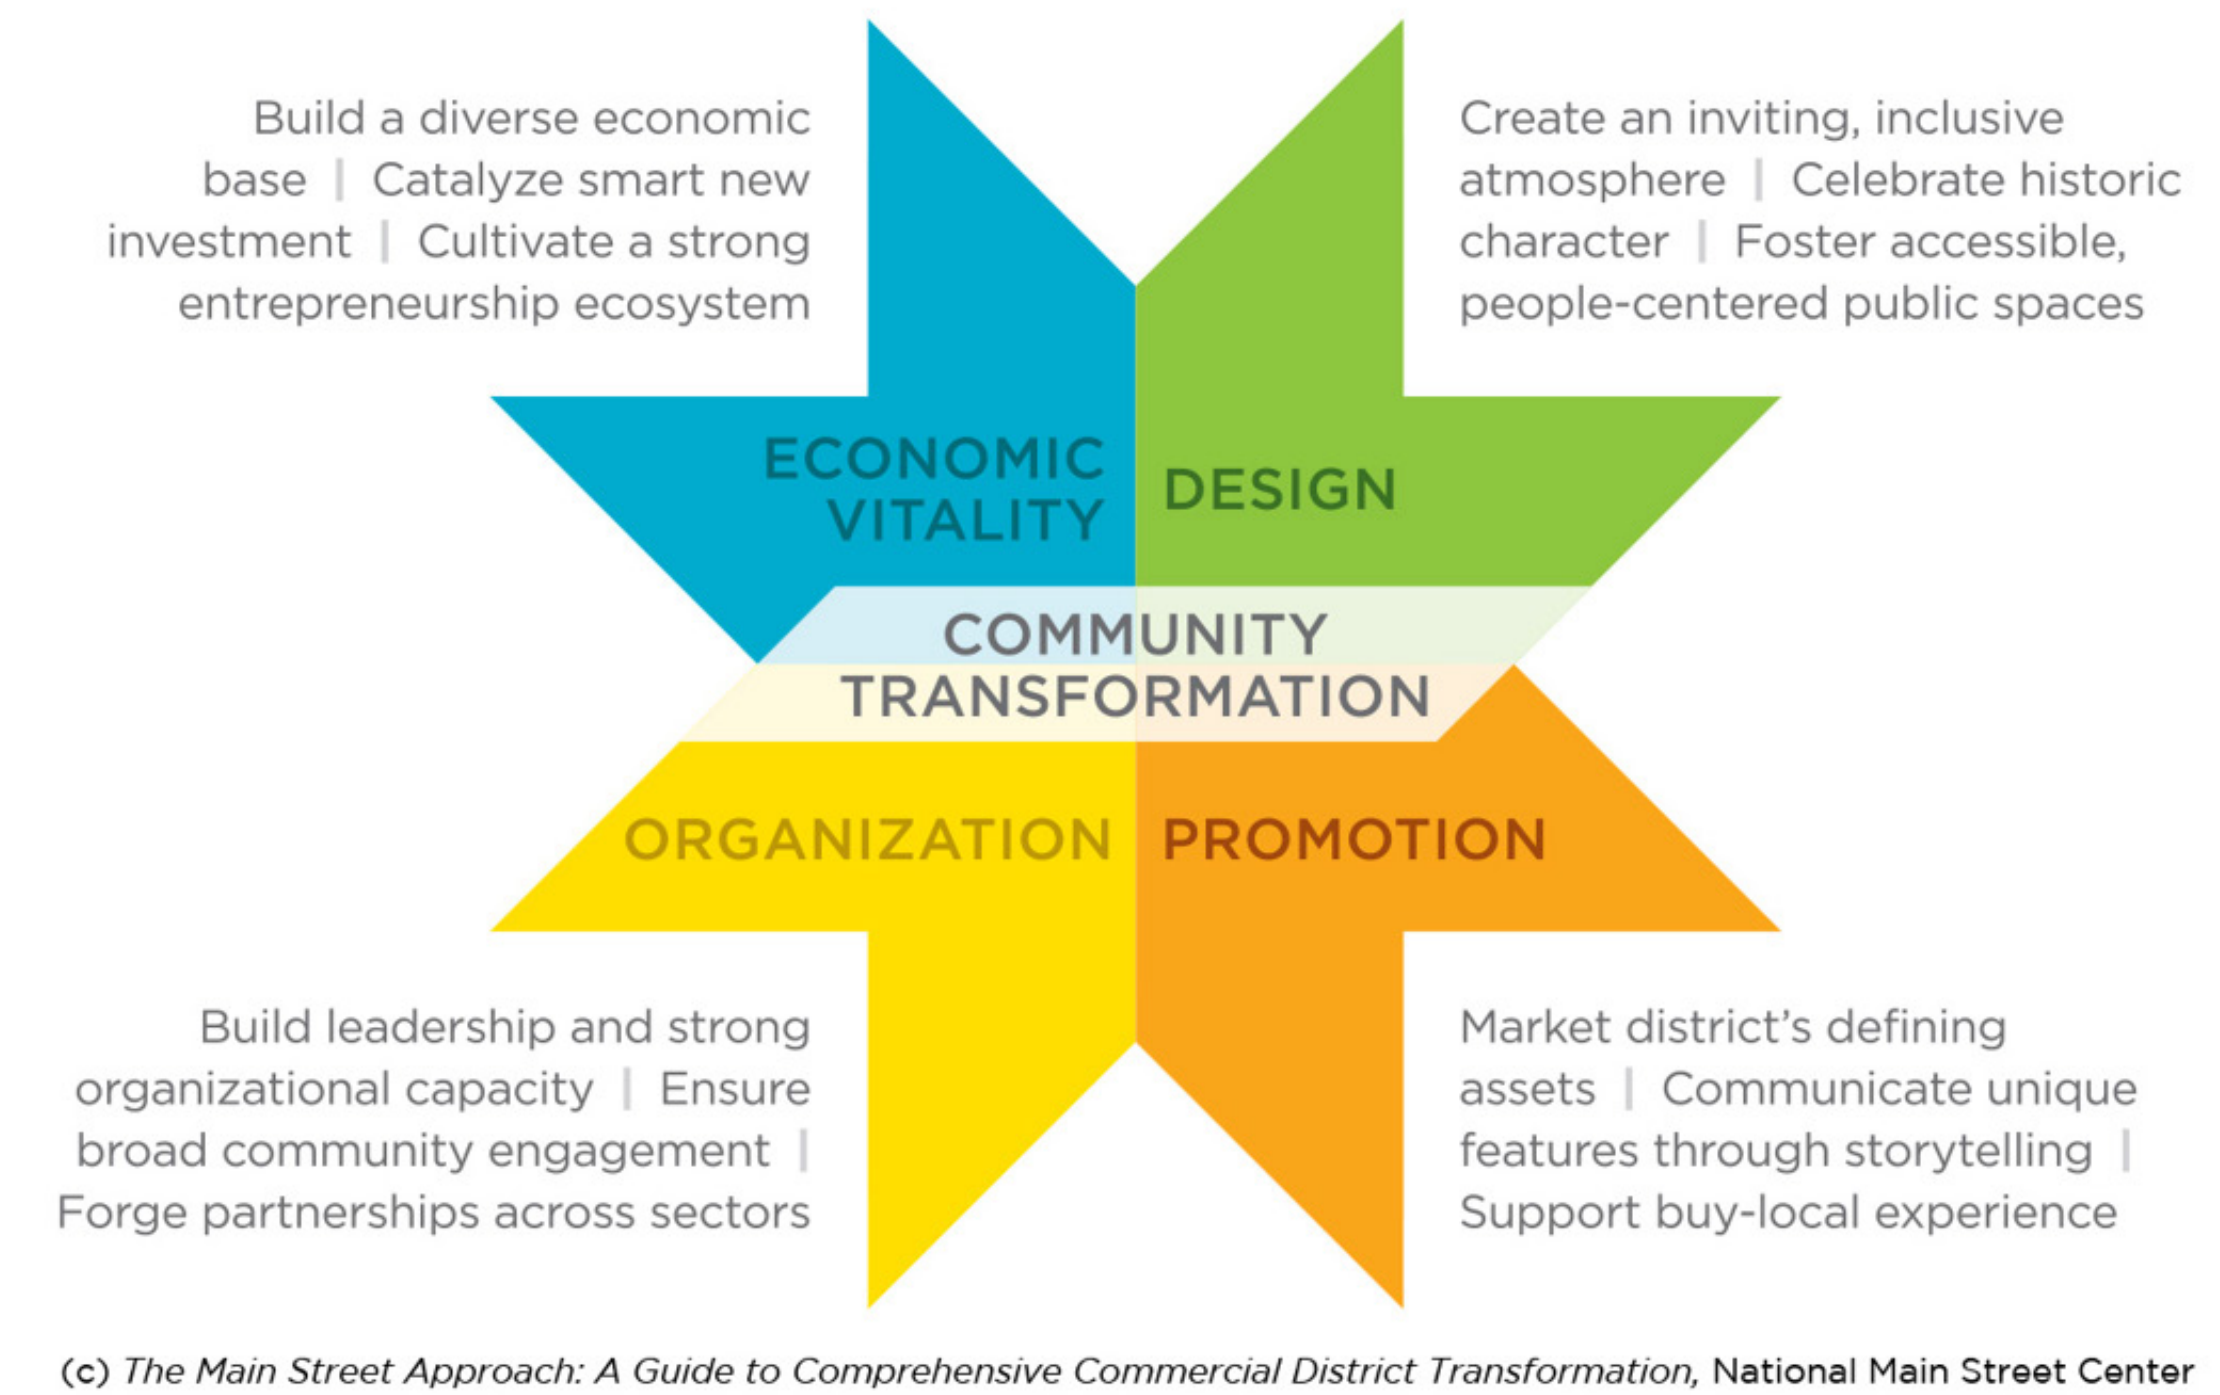 Build a diverse economic
base | Catalyze smart new
investment | Cultivate a strong
entrepreneurship ecosystem
Create an inviting, inclusive
atmosphere | Celebrate historic
character | Foster accessible,
people-centered public spaces
ECONOMIC
VITALITY
DESIGN
COMMUNITY
TRANSFORMATION
ORGANIZATION
PROMOTION
Build leadership and strong
organizational capacity | Ensure
broad community engagement |
Forge partnerships across sectors
Market district’s defining
assets | Communicate unique
features through storytelling |
Support buy-local experience
(c) The Main Street Approach: A Guide to Comprehensive Commercial District Transformation, National Main Street Center